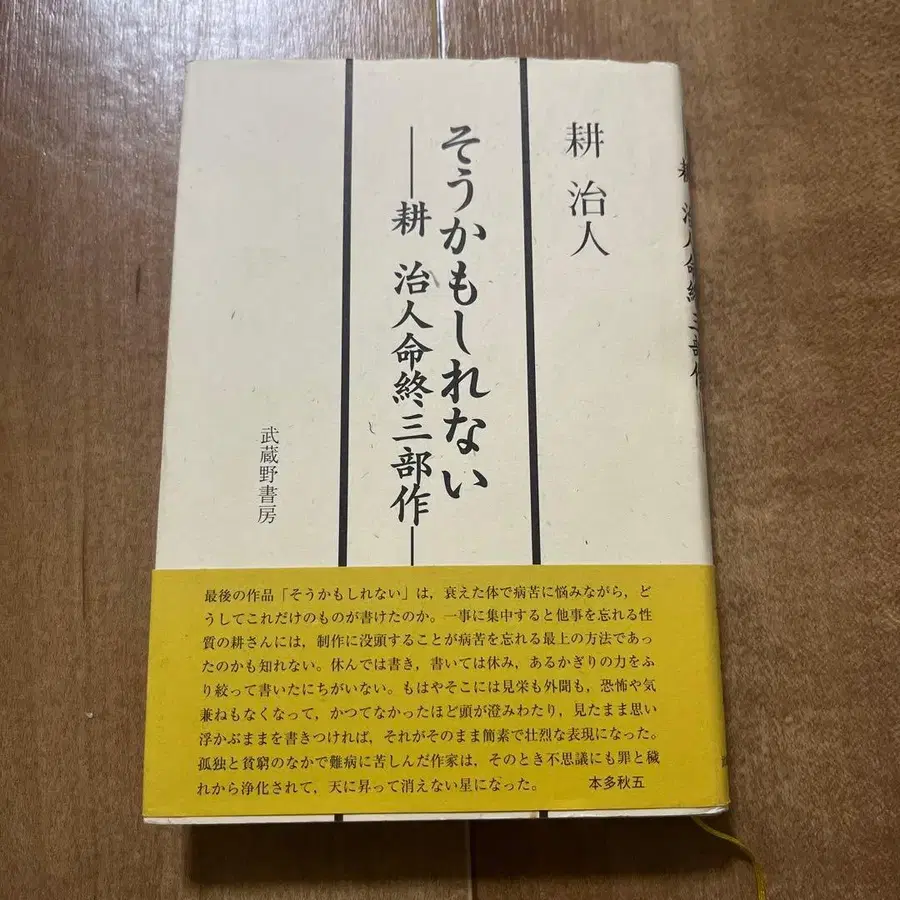 耕 治人
そうかもしれない
――耕 治人命終三部作――
武蔵野書房
最後の作品「そうかもしれない」は，衰えた体で病苦に悩みながら，ど
うしてこれだけのものが書けたのか。一事に集中すると他事を忘れる性
質の耕さんには，制作に没頭することが病苦を忘れる最上の方法であっ
たのかも知れない。休んでは書き，書いては休み，あるかぎりの力をふ
り絞って書いたにちがいない。もはやそこには見栄も外聞も，恐怖や気
兼ねもなくなって，かつてなかったほど頭が澄みわたり，見たまま思い
浮かぶままを書きつければ，それがそのまま簡素で壮烈な表現になった。
孤独と貧窮のなかで難病に苦しんだ作家は，そのとき不思議にも罪と穢
れから浄化されて，天に昇って消えない星になった。 本多秋五
耕 治人命終三部作